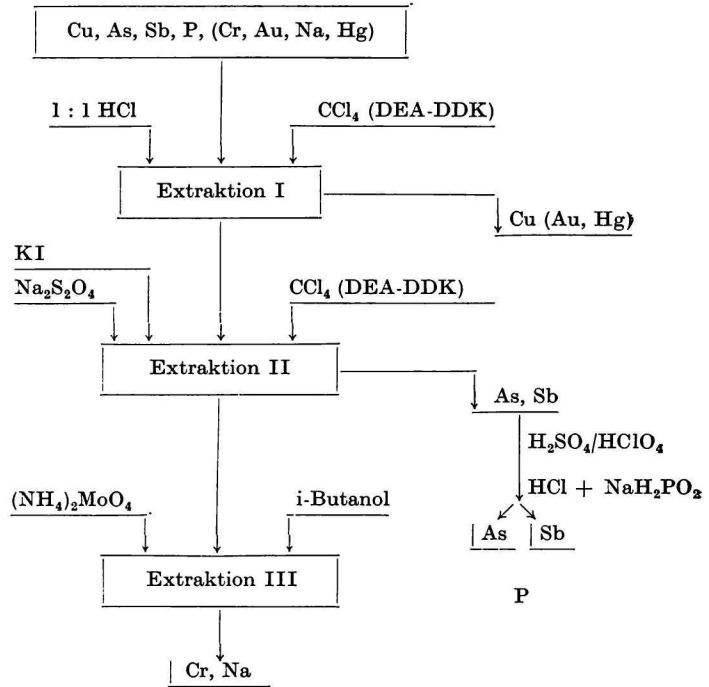 Cu, As, Sb, P, (Cr, Au, Na, Hg)
1 : 1 HCl
CCl₄ (DEA-DDK)
Extraktion I
Cu (Au, Hg)
KI
Na₂S₂O₄
CCl₄ (DEA-DDK)
Extraktion II
As, Sb
H₂SO₄/HClO₄
HCl + NaH₂PO₂
(NH₄)₂MoO₄
i-Butanol
As
Sb
Extraktion III
P
Cr, Na